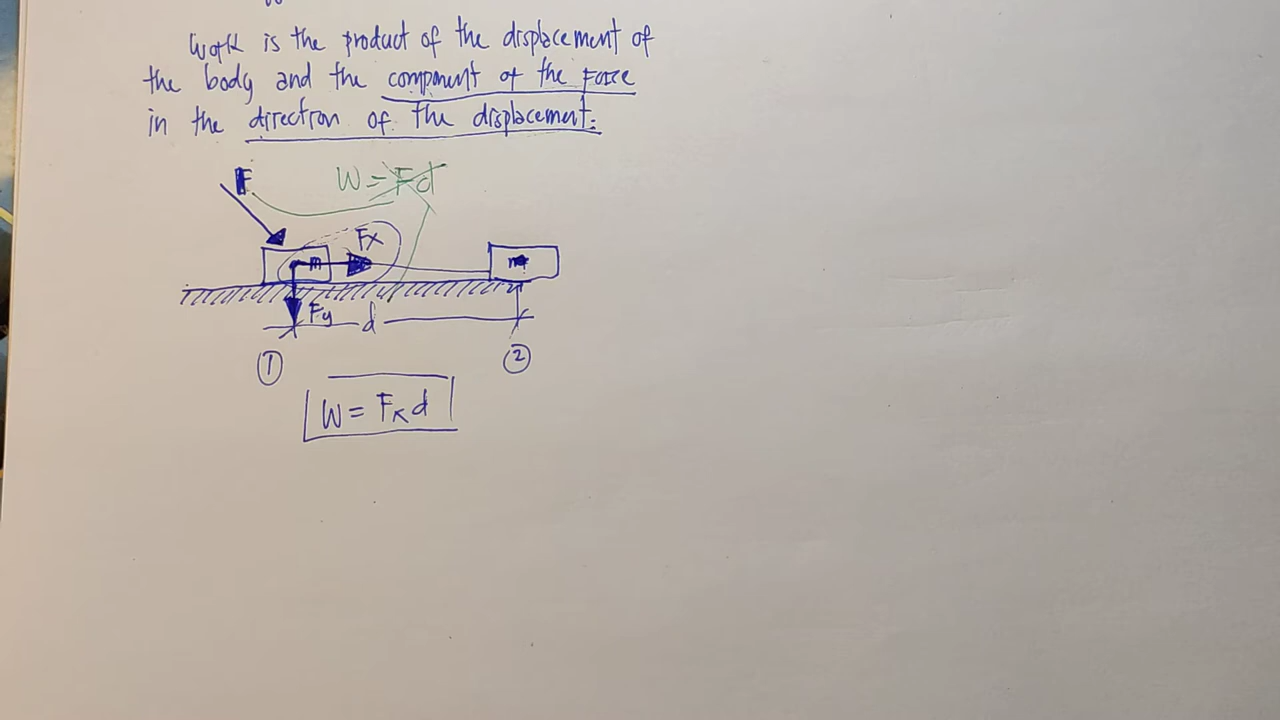 Work is the product of the displacement of
the body and the component of the Force
in the direction of the displacement.
F
W = Fd
Fx
m
m
Fy
d
1
2
W = Fx d